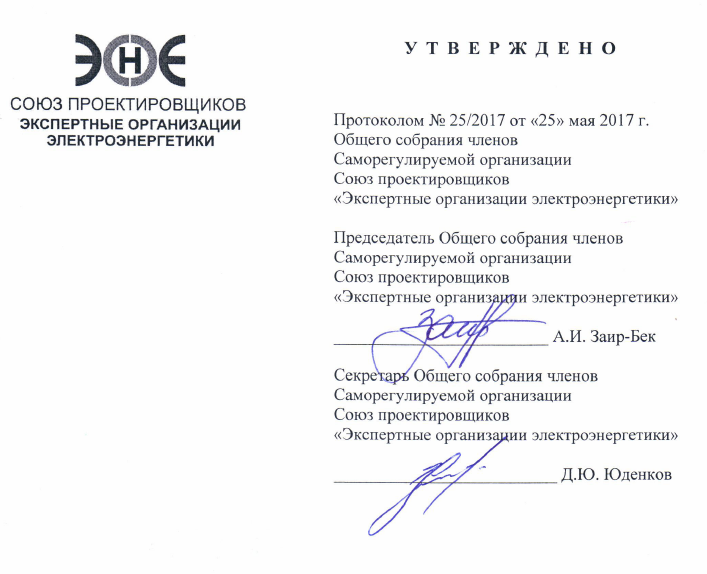 ЭНЕ
СОЮЗ ПРОЕКТИРОВЩИКОВ
ЭКСПЕРТНЫЕ ОРГАНИЗАЦИИ
ЭЛЕКТРОЭНЕРГЕТИКИ
УТВЕРЖДЕНО
Протоколом № 25/2017 от «25» мая 2017 г.
Общего собрания членов
Саморегулируемой организации
Союз проектировщиков
«Экспертные организации электроэнергетики»
Председатель Общего собрания членов
Саморегулируемой организации
Союз проектировщиков
«Экспертные организации электроэнергетики»
А.И. Заир-Бек
Секретарь Общего собрания членов
Саморегулируемой организации
Союз проектировщиков
«Экспертные организации электроэнергетики»
Д.Ю. Юденков